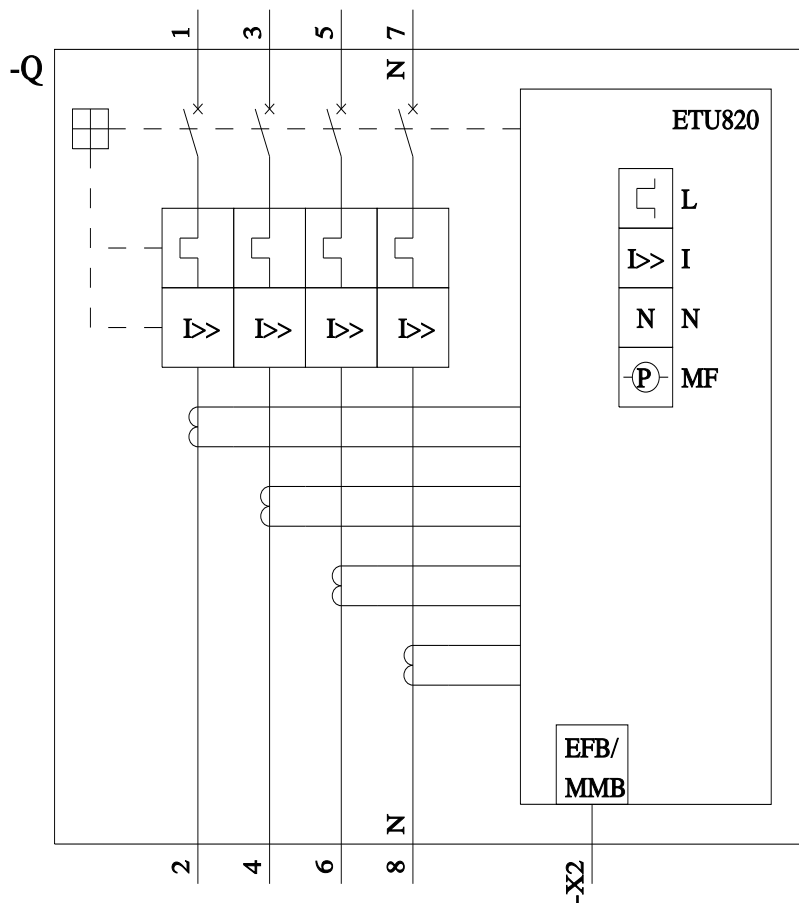 1 3 5 7
-Q
N
ETU820
L
I>> I
N N
I>> I>> I>> I>>
P MF
EFB/
MMB
N
2 4 6 8
-X2